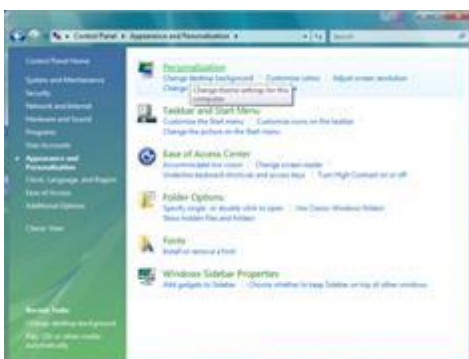 Control Panel ▸ Appearance and Personalization ▸
Search
Control Panel Home
System and Maintenance
Security
Network and Internet
Hardware and Sound
Programs
User Accounts
Appearance and
Personalization
Clock, Language, and Region
Ease of Access
Additional Options
Classic View
Recent Tasks
Change desktop background
Play CDs or other media
automatically
Personalization
Change desktop background
Customize colors
Adjust screen resolution
Change
Change theme settings for this
computer.
Taskbar and Start Menu
Customize the Start menu
Customize icons on the taskbar
Change the picture on the Start menu
Ease of Access Center
Accommodate low vision
Change screen reader
Underline keyboard shortcuts and access keys
Turn High Contrast on or off
Folder Options
Specify single- or double-click to open
Use Classic Windows folders
Show hidden files and folders
Fonts
Install or remove a font
Windows Sidebar Properties
Add gadgets to Sidebar
Choose whether to keep Sidebar on top of other windows